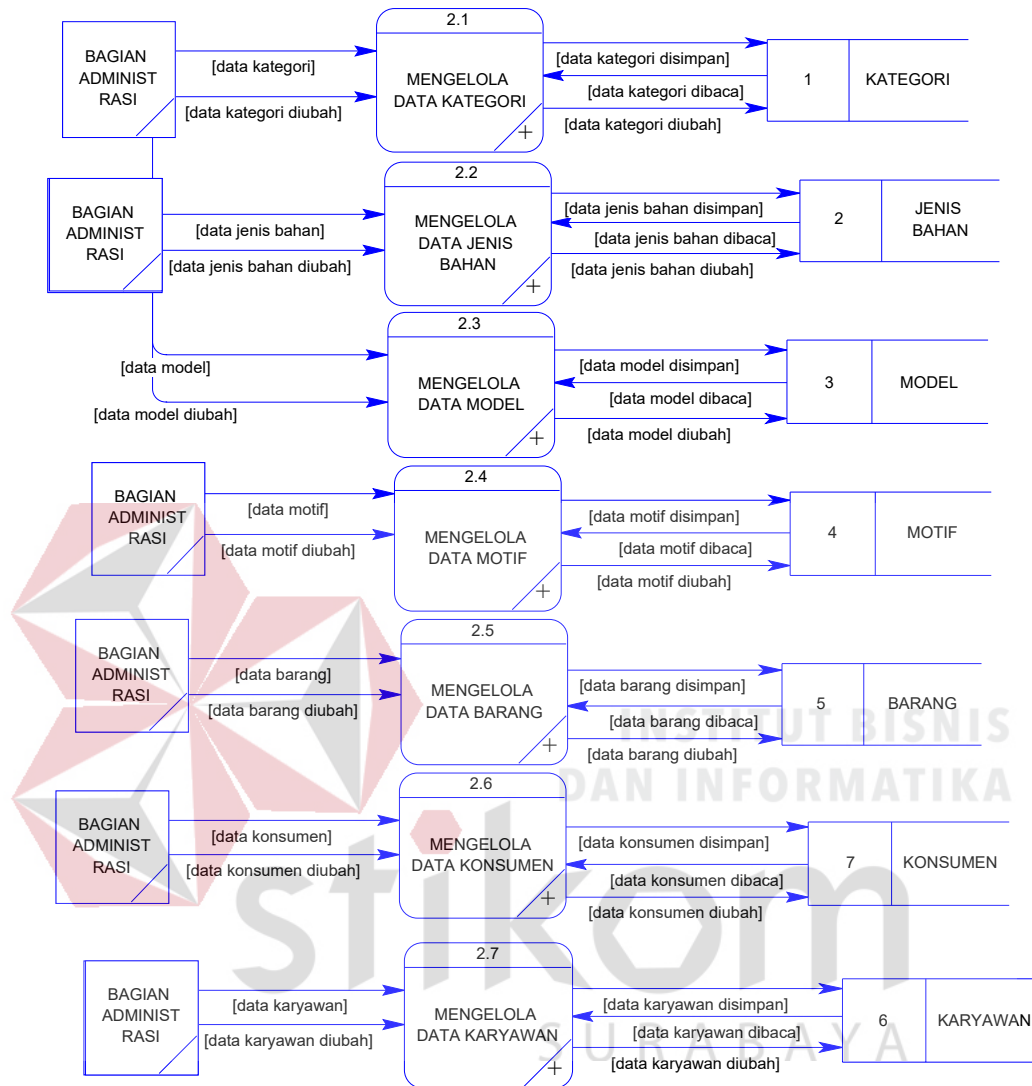 2.1
BAGIAN
ADMINIST
RASI
[data kategori]
[data kategori diubah]
MENGELOLA
DATA KATEGORI
[data kategori disimpan]
[data kategori dibaca]
[data kategori diubah]
1
KATEGORI
2.2
BAGIAN
ADMINIST
RASI
[data jenis bahan]
[data jenis bahan diubah]
MENGELOLA
DATA JENIS
BAHAN
[data jenis bahan disimpan]
[data jenis bahan dibaca]
[data jenis bahan diubah]
2
JENIS
BAHAN
2.3
[data model]
[data model diubah]
MENGELOLA
DATA MODEL
[data model disimpan]
[data model dibaca]
[data model diubah]
3
MODEL
2.4
BAGIAN
ADMINIST
RASI
[data motif]
[data motif diubah]
MENGELOLA
DATA MOTIF
[data motif disimpan]
[data motif dibaca]
[data motif diubah]
4
MOTIF
2.5
BAGIAN
ADMINIST
RASI
[data barang]
[data barang diubah]
MENGELOLA
DATA BARANG
[data barang disimpan]
[data barang dibaca]
[data barang diubah]
5
BARANG
INSTITUT BISNIS
DAN INFORMATIKA
2.6
BAGIAN
ADMINIST
RASI
[data konsumen]
[data konsumen diubah]
MENGELOLA
DATA KONSUMEN
[data konsumen disimpan]
[data konsumen dibaca]
[data konsumen diubah]
7
KONSUMEN
stikom
2.7
BAGIAN
ADMINIST
RASI
[data karyawan]
[data karyawan diubah]
MENGELOLA
DATA KARYAWAN
[data karyawan disimpan]
[data karyawan dibaca]
[data karyawan diubah]
6
KARYAWAN
SURABAYA